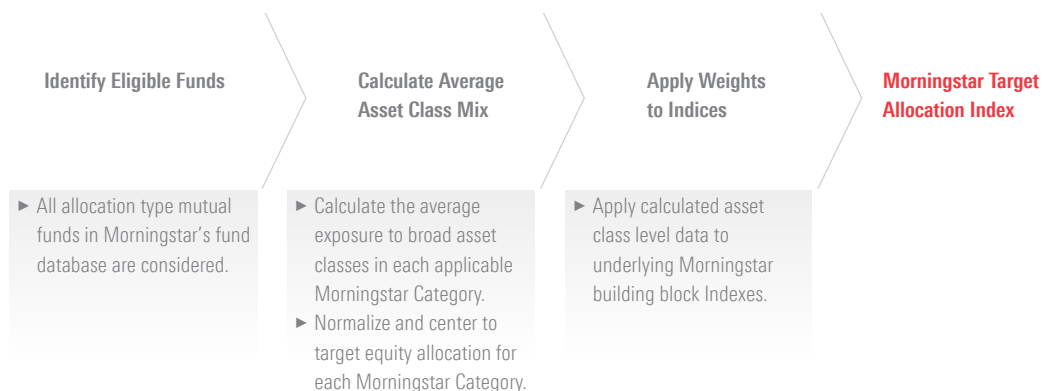 Identify Eligible Funds
Calculate Average
Asset Class Mix
Apply Weights
to Indices
Morningstar Target
Allocation Index
► All allocation type mutual
funds in Morningstar’s fund
database are considered.
► Calculate the average
exposure to broad asset
classes in each applicable
Morningstar Category.
► Normalize and center to
target equity allocation for
each Morningstar Category.
► Apply calculated asset
class level data to
underlying Morningstar
building block Indexes.